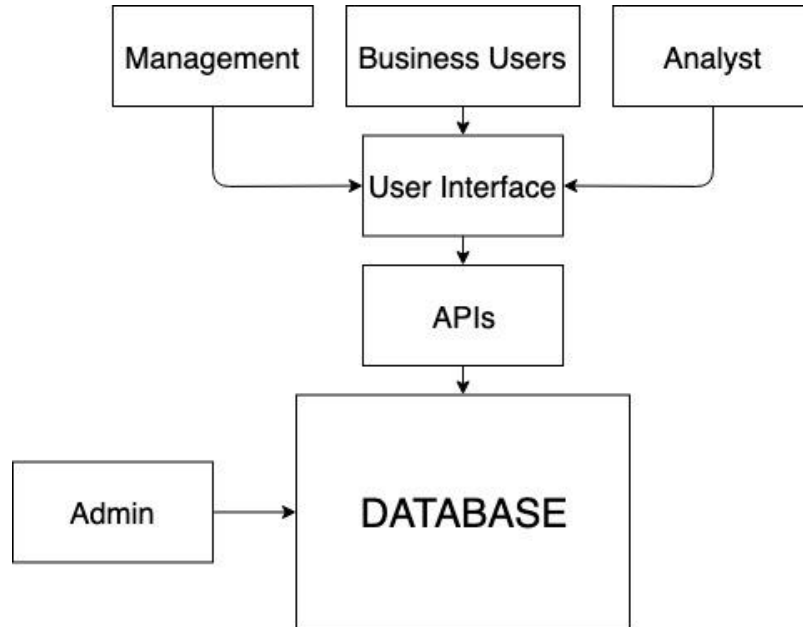 Management
Business Users
Analyst
User Interface
APIs
Admin
DATABASE